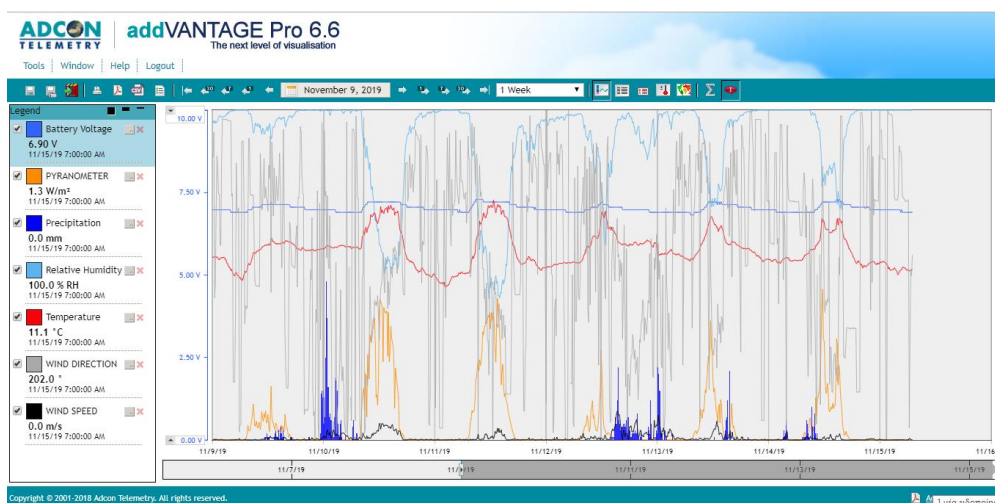 ADCON
TELEMETRY
addVANTAGE Pro 6.6
The next level of visualisation
Tools Window Help Logout
November 9, 2019
1 Week
Legend
Battery Voltage
6.90 V
11/15/19 7:00:00 AM
PYRANOMETER
1.3 W/m²
11/15/19 7:00:00 AM
Precipitation
0.0 mm
11/15/19 7:00:00 AM
Relative Humidity
100.0 % RH
11/15/19 7:00:00 AM
Temperature
11.1 °C
11/15/19 7:00:00 AM
WIND DIRECTION
202.0 °
11/15/19 7:00:00 AM
WIND SPEED
0.0 m/s
11/15/19 7:00:00 AM
10.00 V
7.50 V
5.00 V
2.50 V
0.00 V
11/9/19 11/10/19 11/11/19 11/12/19 11/13/19 11/14/19 11/15/19 11/16
11/7/19 11/9/19 11/11/19 11/13/19 11/15/19
Copyright © 2001-2018 Adcon Telemetry. All rights reserved.